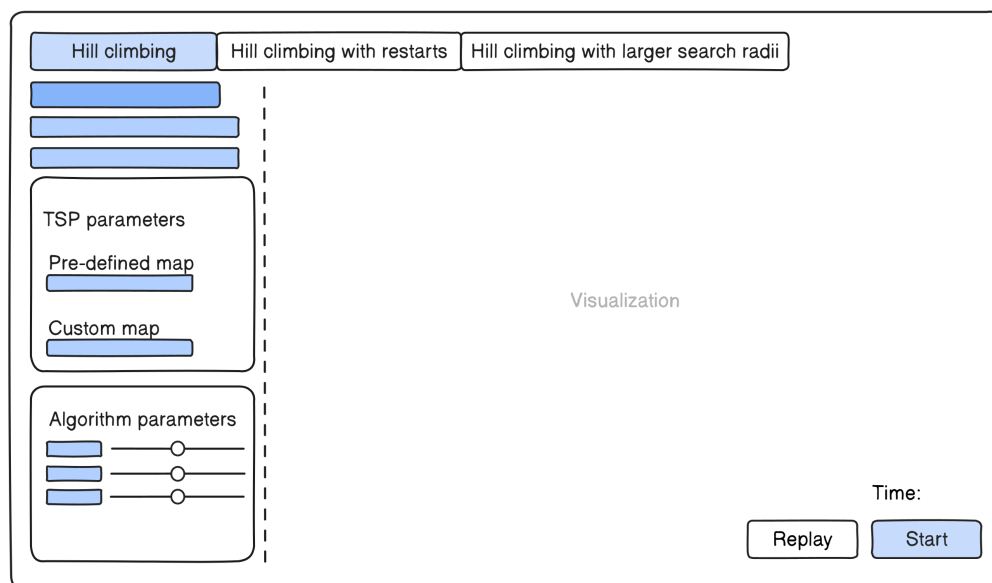 Hill climbing
Hill climbing with restarts
Hill climbing with larger search radii
TSP parameters
Pre-defined map
Custom map
Algorithm parameters
Visualization
Time:
Replay
Start